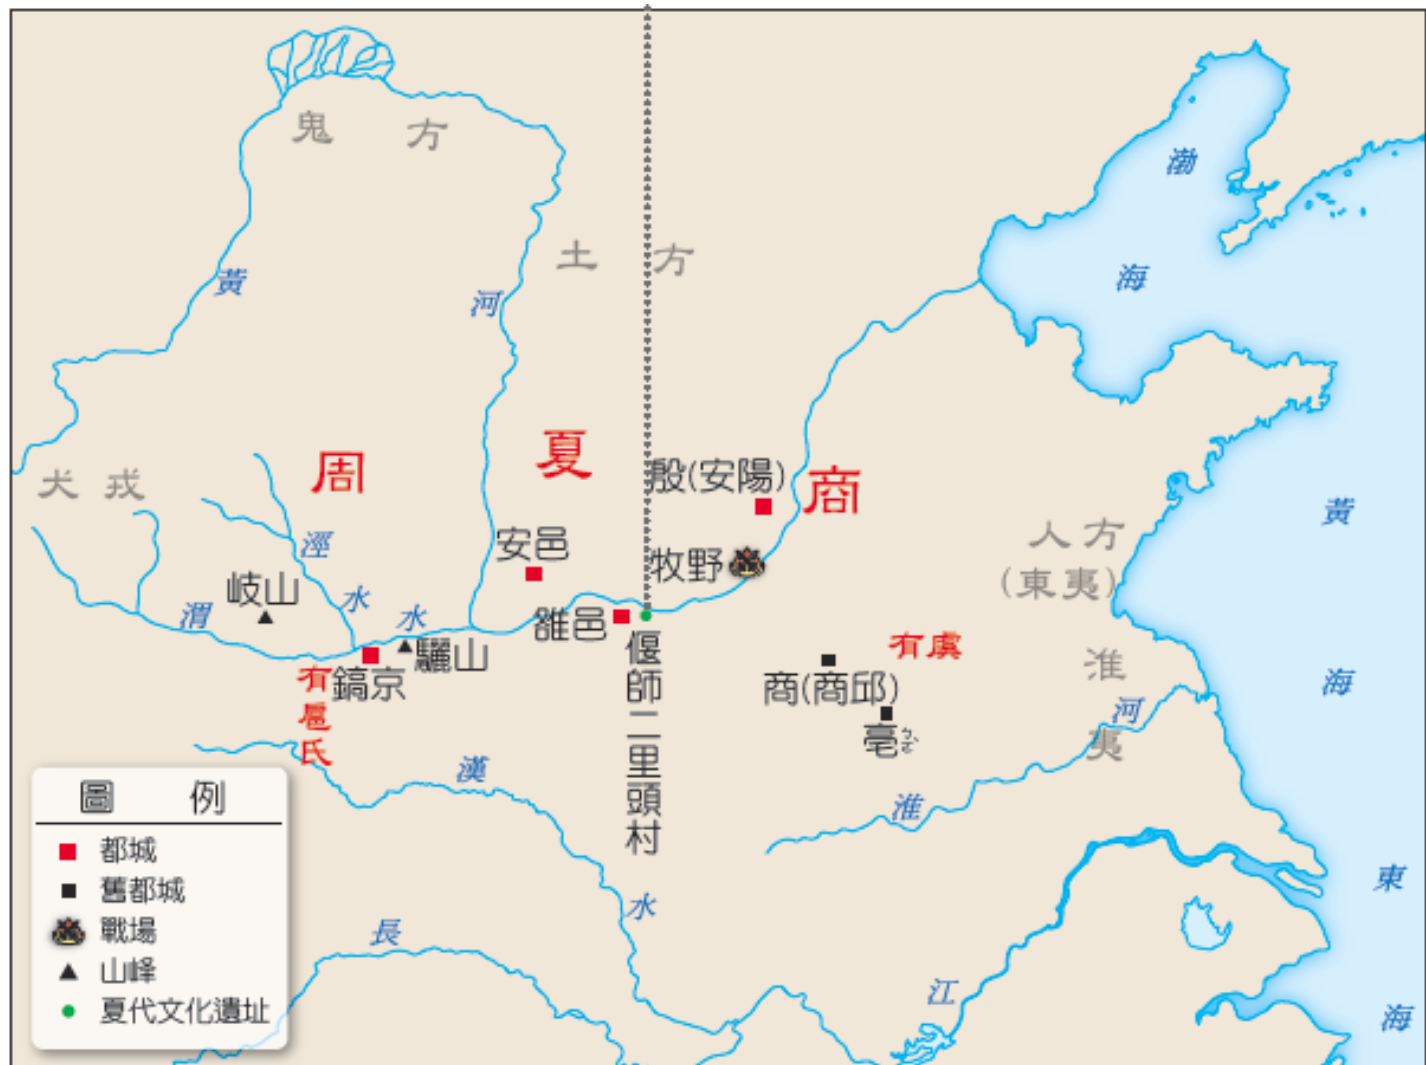 鬼方
渤海
土方
黃河
周
夏
商
殷(安陽)
犬戎
黃海
人方
(東夷)
安邑
牧野
涇水
岐山
渭水
雒邑
驪山
鎬京
偃師二里頭村
有虞
商(商邱)
亳ㄅㄛˊ
淮夷
淮河
有扈氏
漢水
長江
東海
圖例
都城
舊都城
戰場
山峰
夏代文化遺址